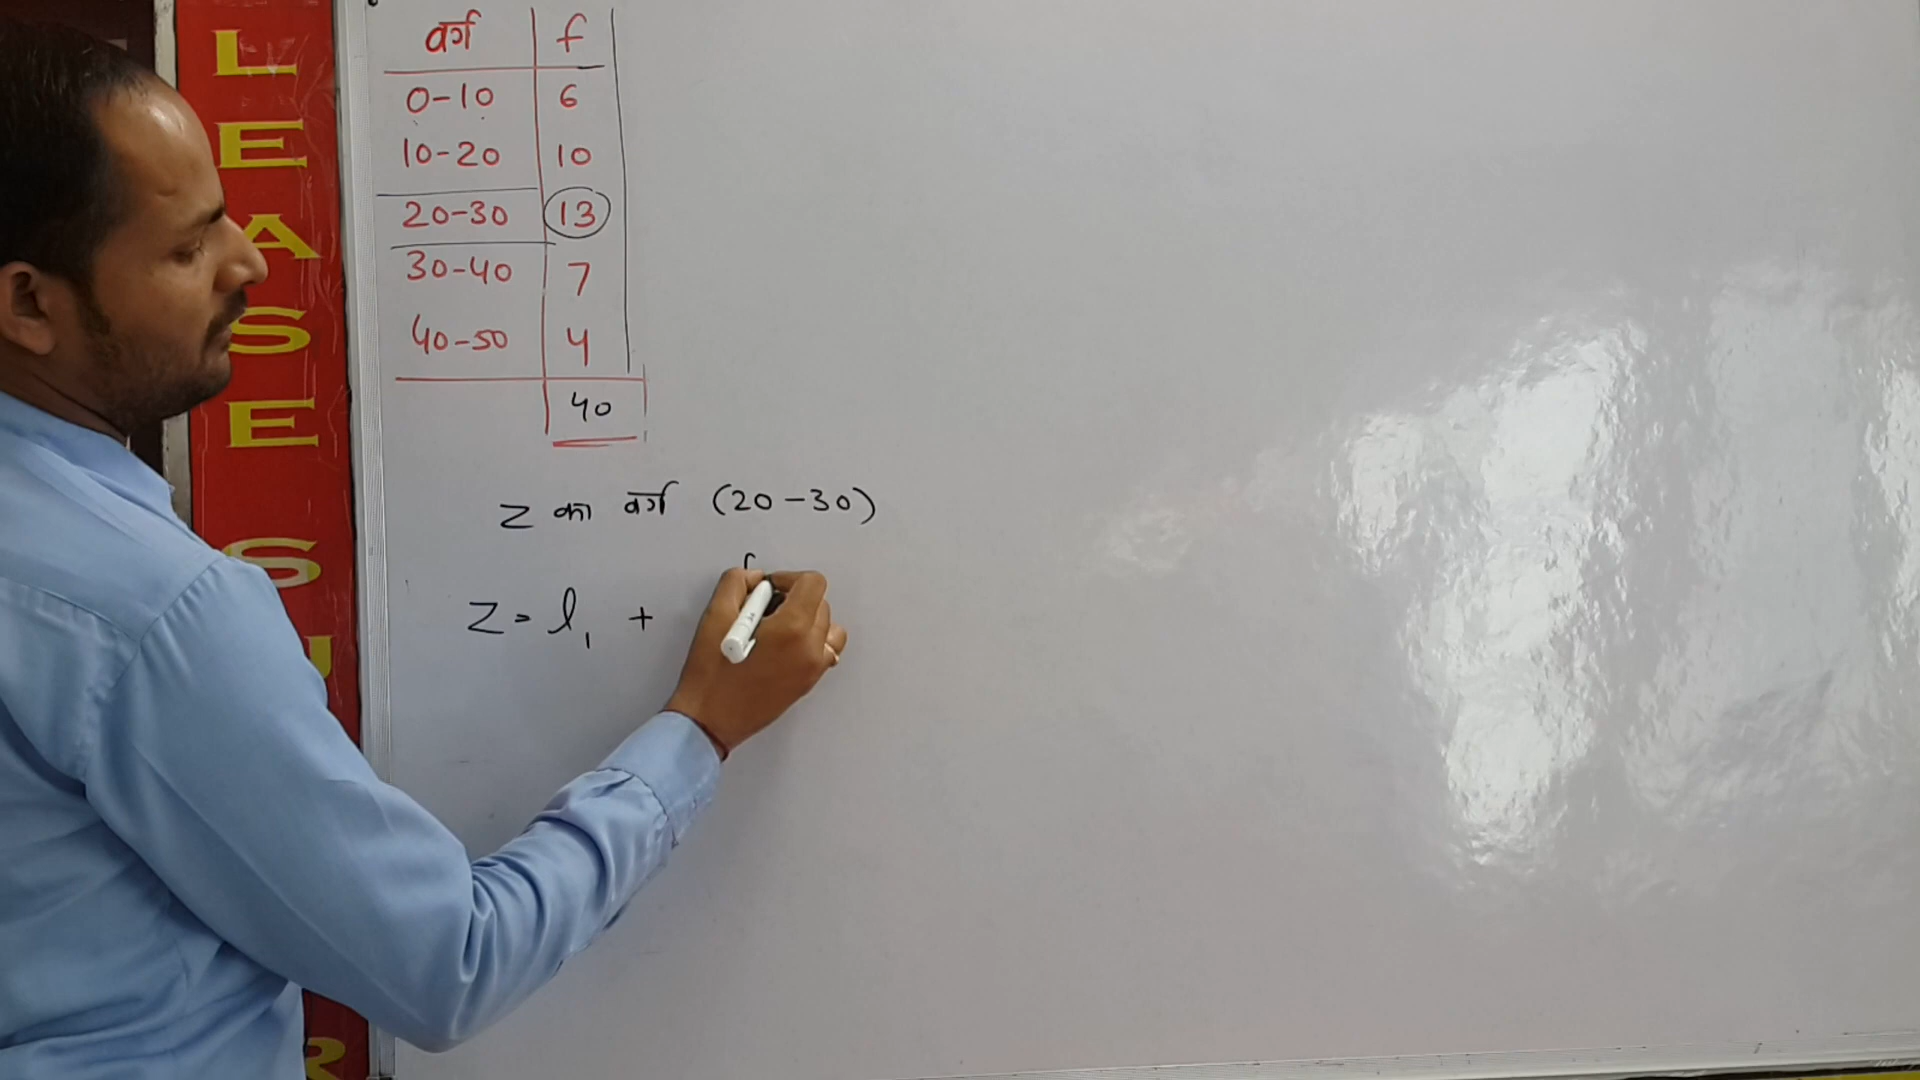 वर्ग f
0-10 6
10-20 10
20-30 13
30-40 7
40-50 4
40
Z का वर्ग (20-30)
Z = l₁ + f
L
E
A
S
E
S
R